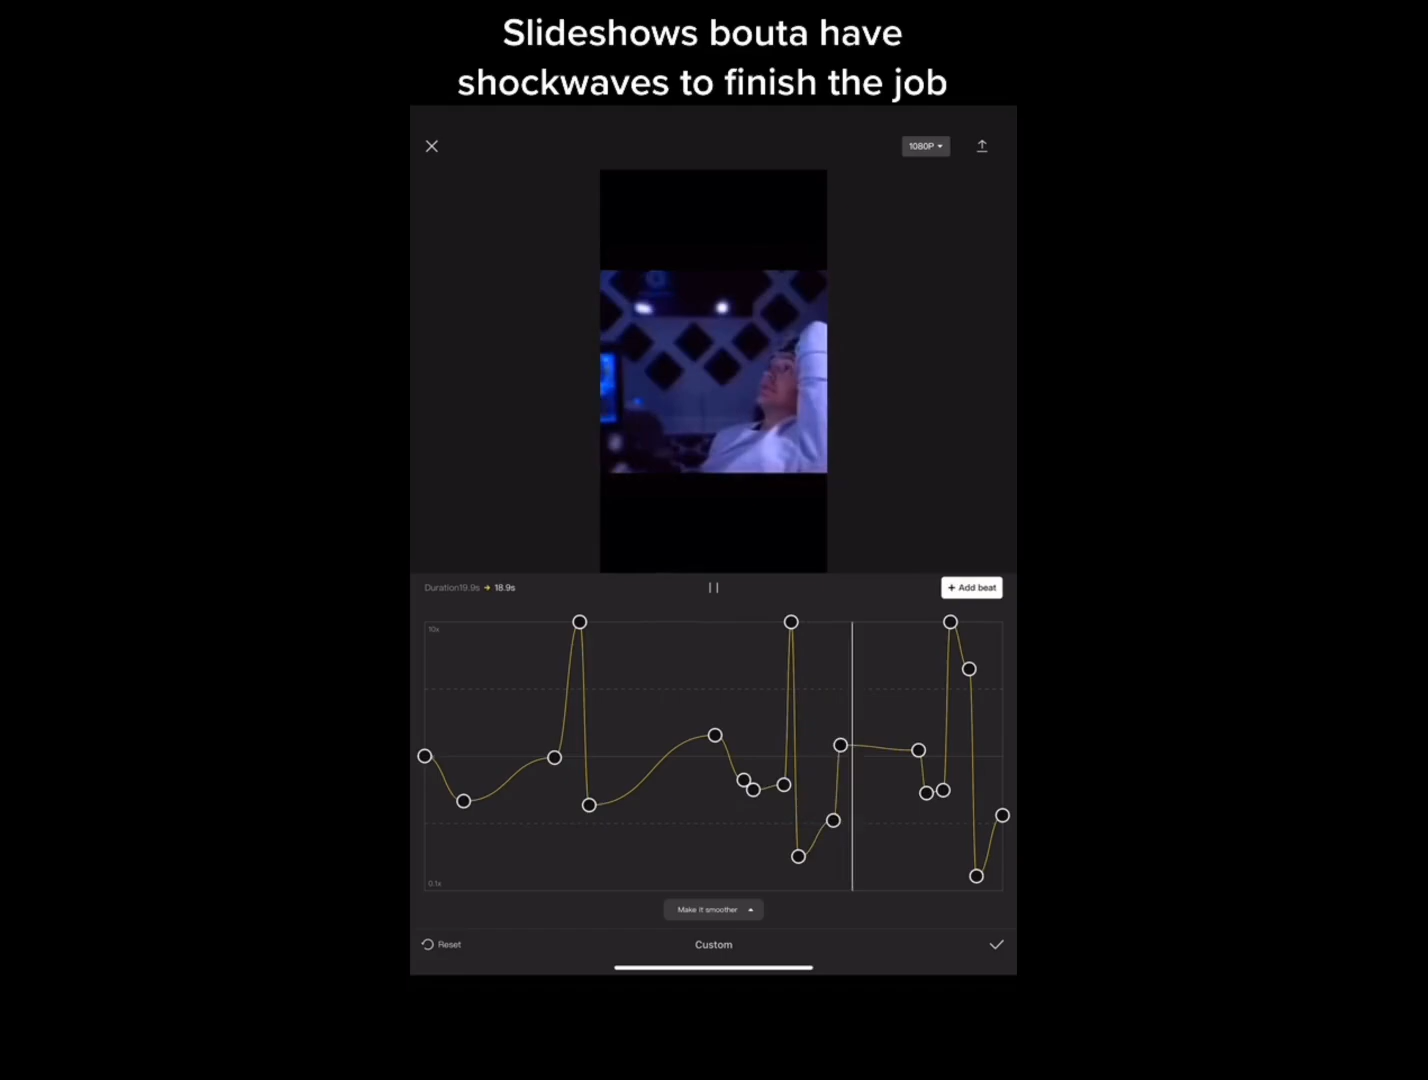 Slideshows bouta have
shockwaves to finish the job
1080P
Duration19.9s 18.9s
+ Add beat
10x
0.1x
Make it smoother
Reset
Custom